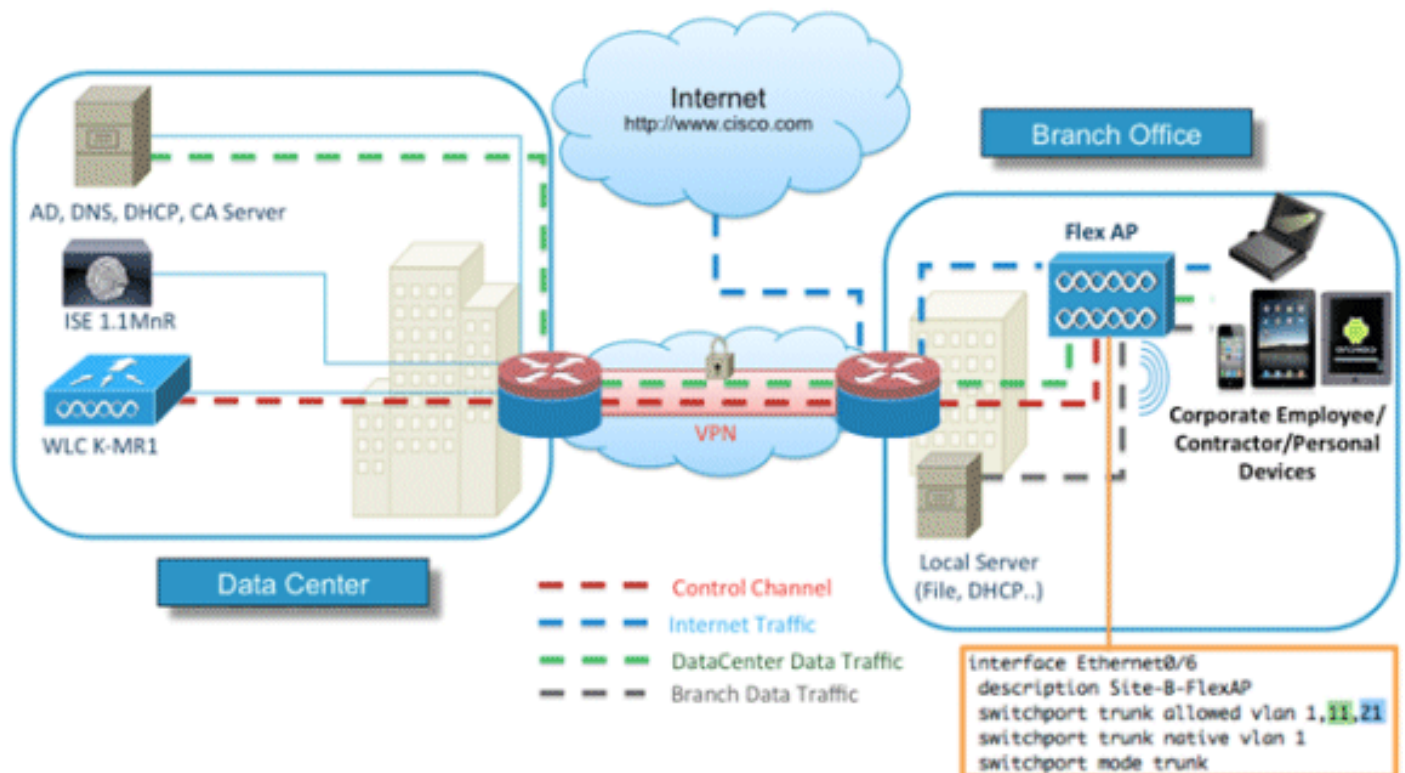 Internet
http://www.cisco.com
Branch Office
AD, DNS, DHCP, CA Server
ISE 1.1MnR
WLC K-MR1
Data Center
VPN
Flex AP
Corporate Employee/
Contractor/Personal
Devices
Local Server
(File, DHCP..)
Control Channel
Internet Traffic
DataCenter Data Traffic
Branch Data Traffic
interface Ethernet0/6
description Site-B-FlexAP
switchport trunk allowed vlan 1,11,21
switchport trunk native vlan 1
switchport mode trunk